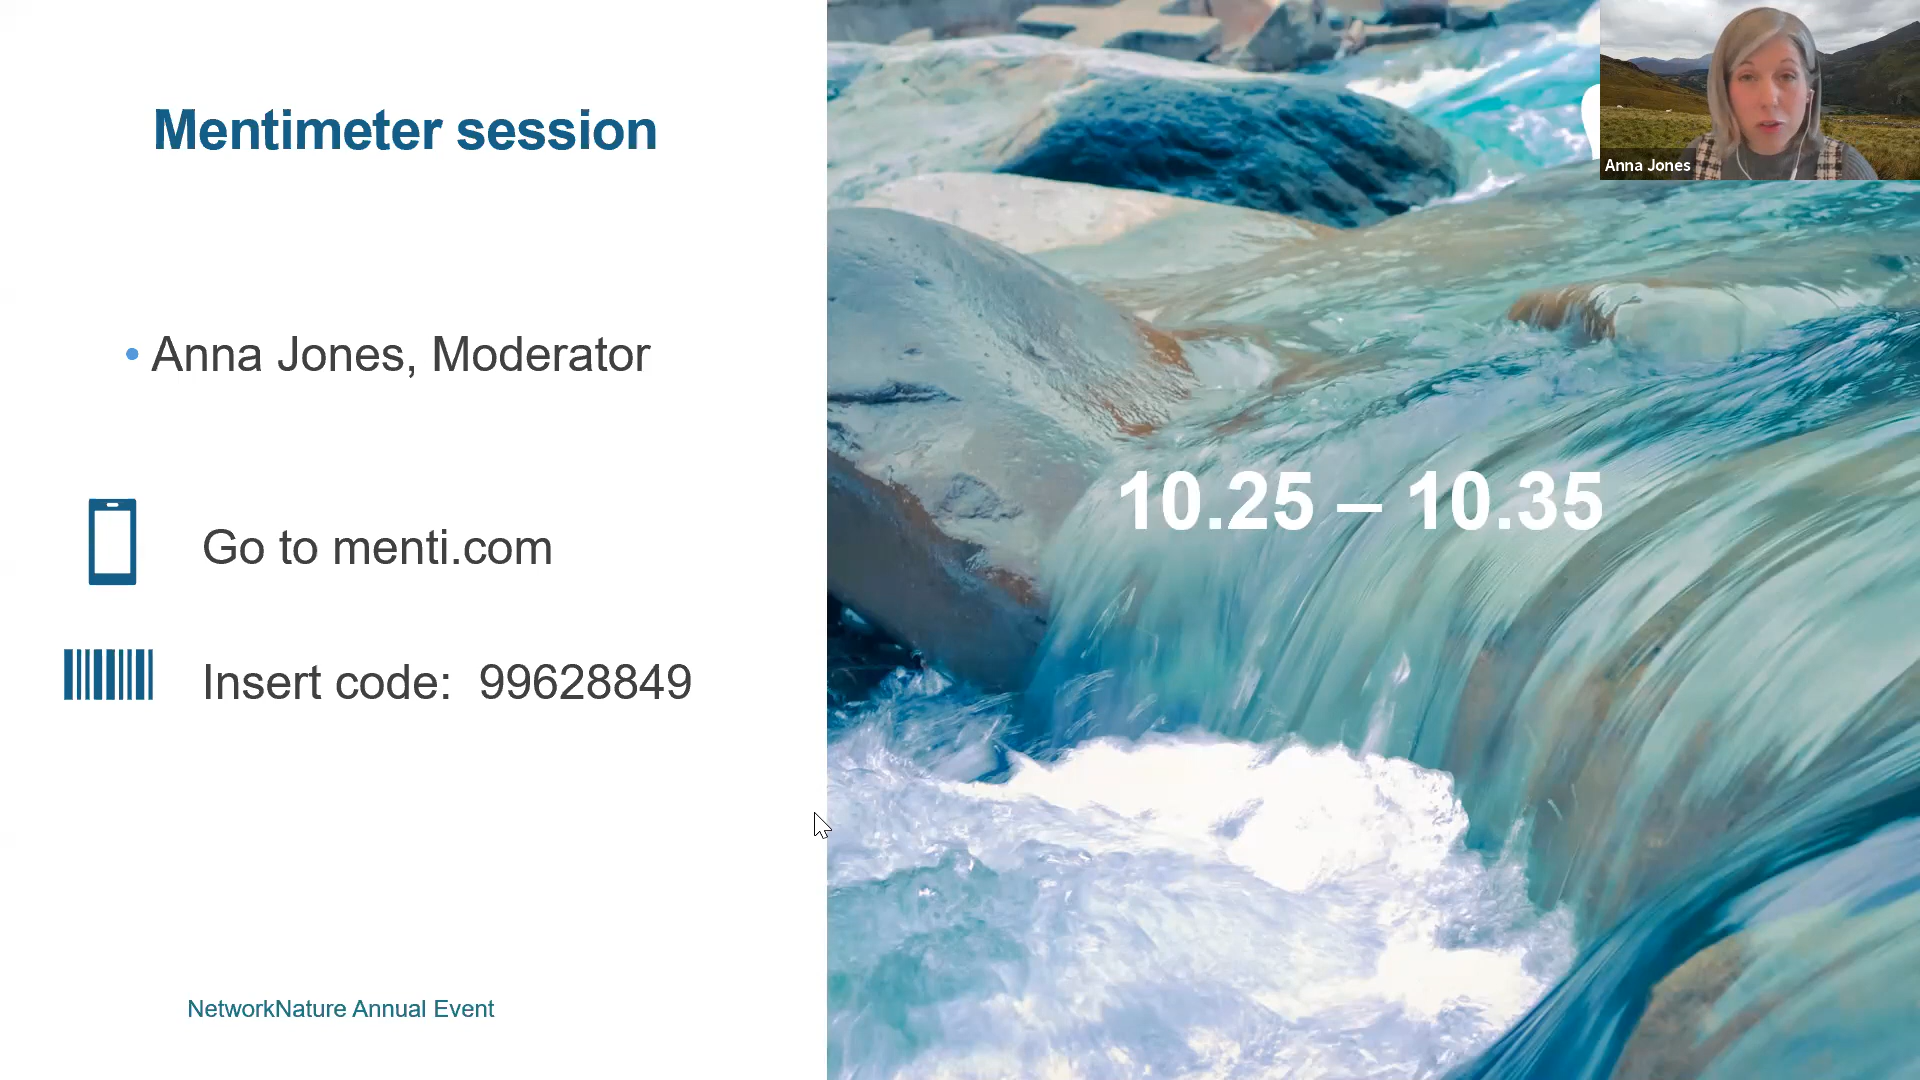 Mentimeter session
• Anna Jones, Moderator
Go to menti.com
Insert code:  99628849
NetworkNature Annual Event
10.25 – 10.35
Anna Jones